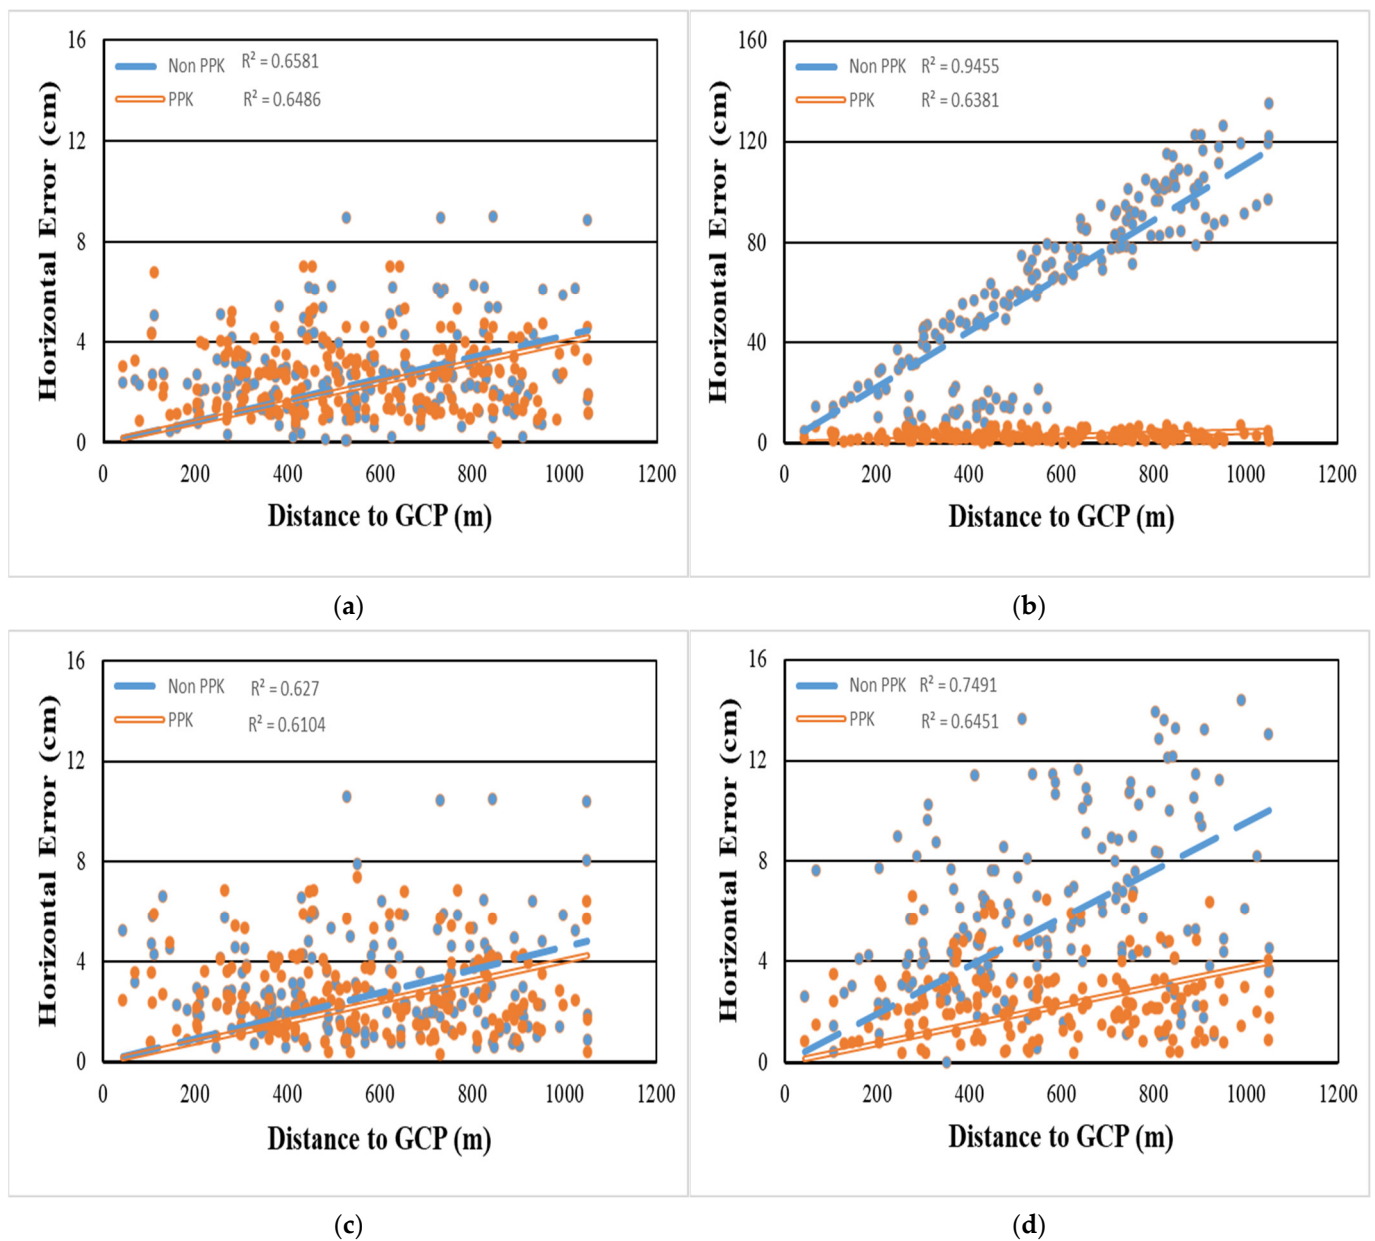 16
12
8
4
0
Horizontal Error (cm)
Non PPK R² = 0.6581
PPK R² = 0.6486
0 200 400 600 800 1000 1200
Distance to GCP (m)
(a)
160
120
80
40
0
Horizontal Error (cm)
Non PPK R² = 0.9455
PPK R² = 0.6381
0 200 400 600 800 1000 1200
Distance to GCP (m)
(b)
16
12
8
4
0
Horizontal Error (cm)
Non PPK R² = 0.627
PPK R² = 0.6104
0 200 400 600 800 1000 1200
Distance to GCP (m)
(c)
16
12
8
4
0
Horizontal Error (cm)
Non PPK R² = 0.7491
PPK R² = 0.6451
0 200 400 600 800 1000 1200
Distance to GCP (m)
(d)